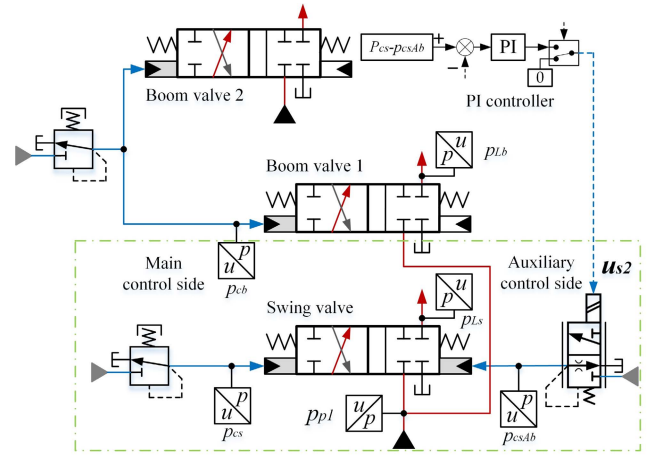 Pcs-pcsAb
+
−
PI
0
PI controller
Boom valve 2
Boom valve 1
u
p
pLb
Main
control side
p
u
pcb
Auxiliary
control side
us2
Swing valve
u
p
pLs
p
u
pcs
pp1
u
p
p
u
pcsAb